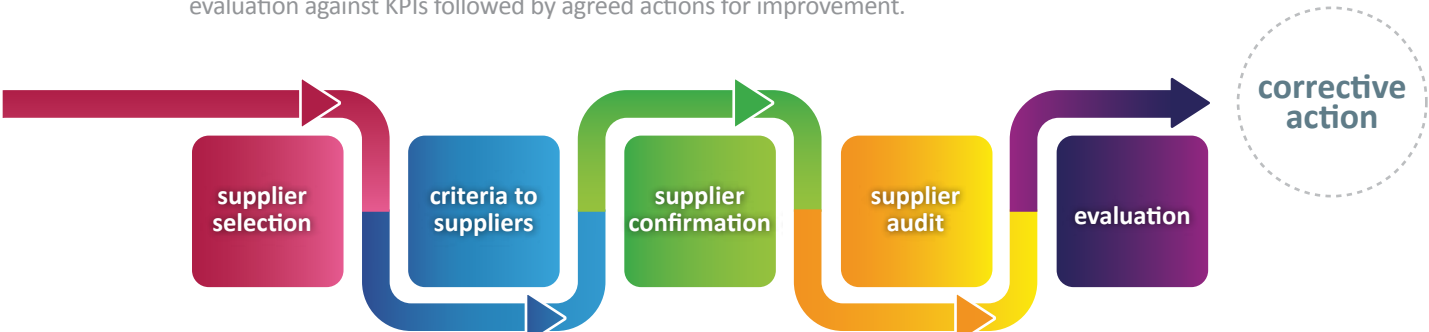 evaluation against KPIs followed by agreed actions for improvement.
supplier
selection
criteria to
suppliers
supplier
confirmation
supplier
audit
evaluation
corrective
action